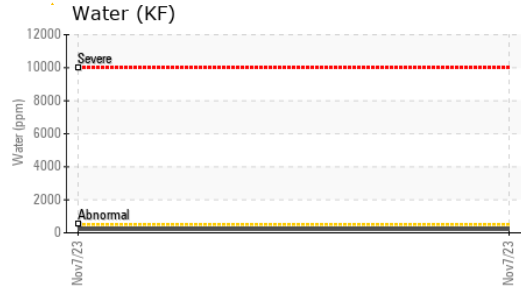 Water (KF)
12000
Severe
10000
8000
6000
4000
2000
Abnormal
0
Water (ppm)
Nov7/23
Nov7/23